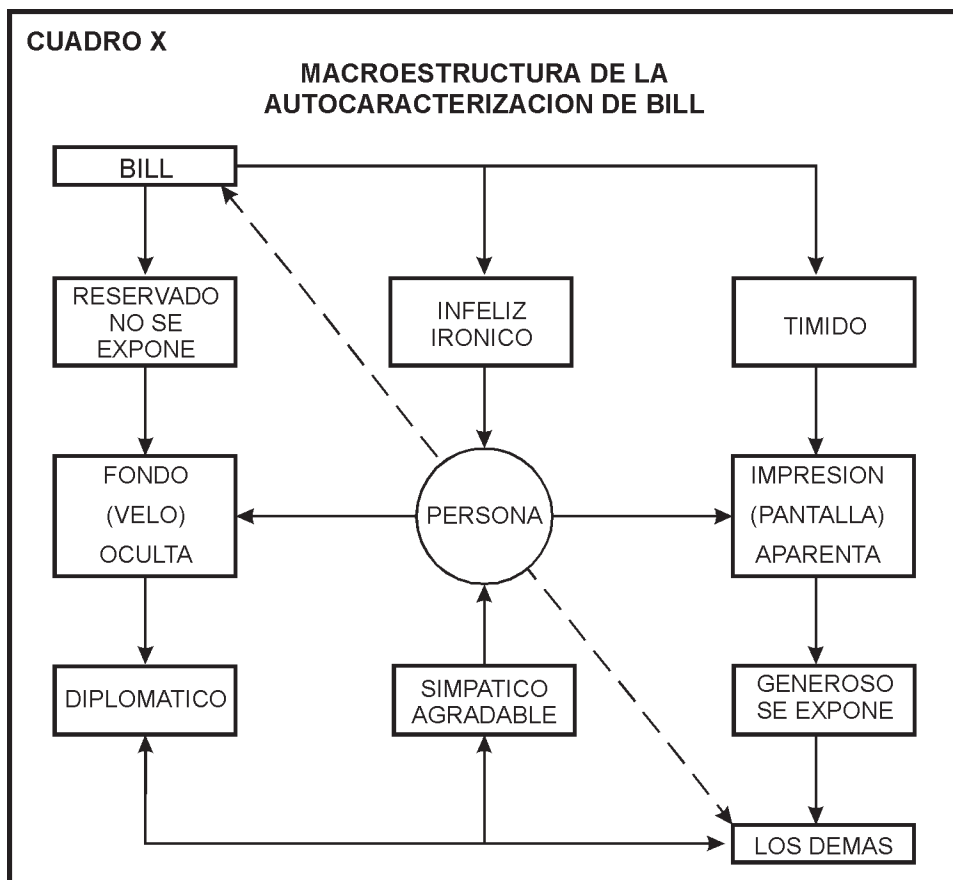 CUADRO X
MACROESTRUCTURA DE LA
AUTOCARACTERIZACION DE BILL
BILL
RESERVADO
NO SE
EXPONE
INFELIZ
IRONICO
TIMIDO
FONDO
(VELO)
OCULTA
PERSONA
IMPRESION
(PANTALLA)
APARENTA
DIPLOMATICO
SIMPATICO
AGRADABLE
GENEROSO
SE EXPONE
LOS DEMAS